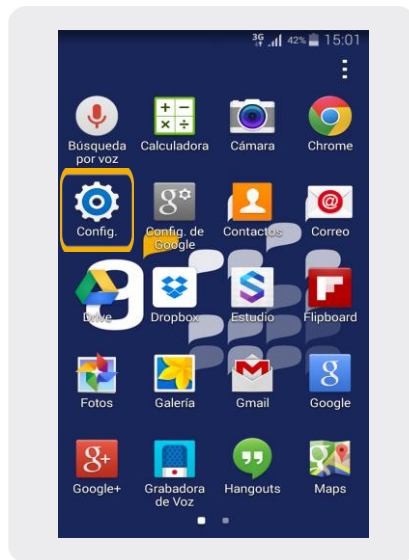 3G 42% 15:01
Búsqueda por voz
Calculadora
Cámara
Chrome
Config.
Config. de Google
Contactos
Correo
Drive
Dropbox
Estudio
Flipboard
Fotos
Galería
Gmail
Google
Google+
Grabadora de Voz
Hangouts
Maps